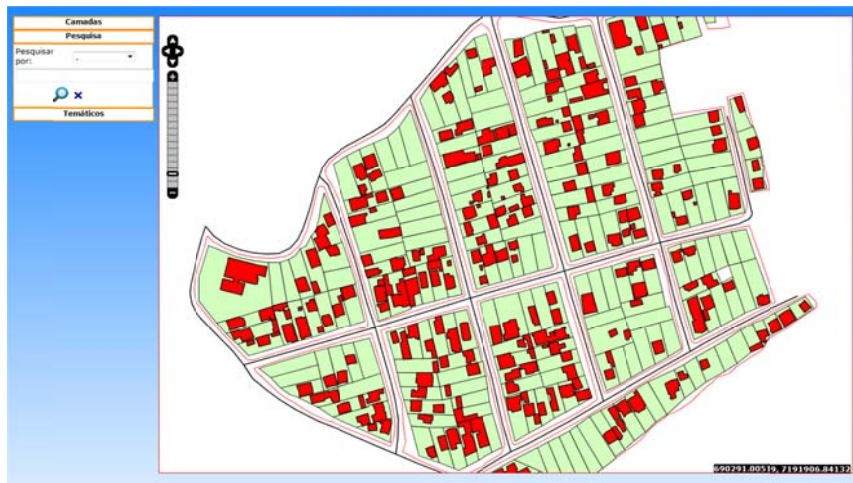 Camadas
Pesquisa
Pesquisar
por:
Temáticos
690291.00519, 7191906.84132